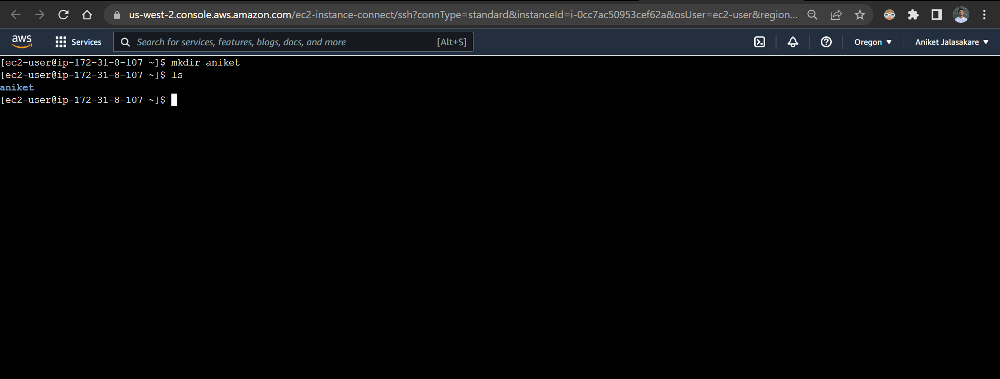 us-west-2.console.aws.amazon.com/ec2-instance-connect/ssh?connType=standard&instanceId=i-0cc7ac50953cef62a&osUser=ec2-user&region...
aws
Services
Search for services, features, blogs, docs, and more
[Alt+S]
Oregon
Aniket Jalasakare
[ec2-user@ip-172-31-8-107 ~]$ mkdir aniket
[ec2-user@ip-172-31-8-107 ~]$ ls
aniket
[ec2-user@ip-172-31-8-107 ~]$